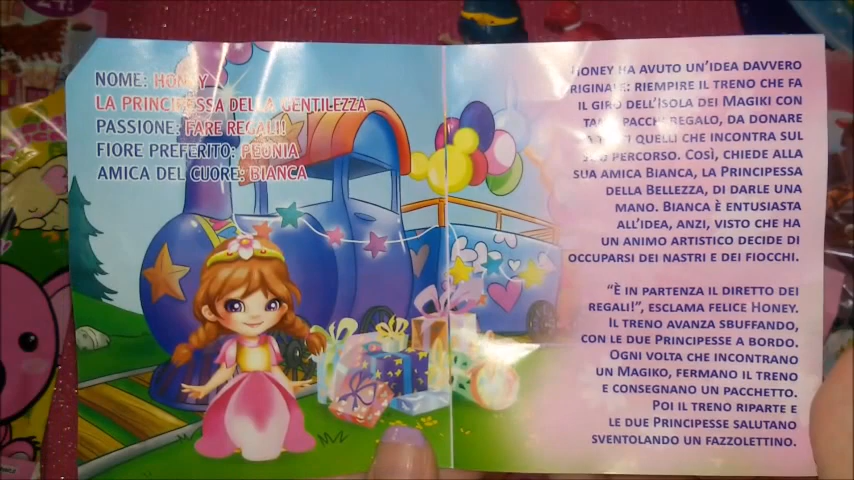 NOME: HONEY
LA PRINCIPESSA DELLA GENTILEZZA
PASSIONE: FARE REGALI!
FIORE PREFERITO: PEONIA
AMICA DEL CUORE: BIANCA
HONEY HA AVUTO UN'IDEA DAVVERO
ORIGINALE: RIEMPIRE IL TRENO CHE FA
IL GIRO DELL'ISOLA DEI MAGIKI CON
TANTI PACCHI REGALO, DA DONARE
A TUTTI QUELLI CHE INCONTRA SUL
SUO PERCORSO. COSÌ, CHIEDE ALLA
SUA AMICA BIANCA, LA PRINCIPESSA
DELLA BELLEZZA, DI DARLE UNA
MANO. BIANCA È ENTUSIASTA
ALL'IDEA, ANZI, VISTO CHE HA
UN ANIMO ARTISTICO DECIDE DI
OCCUPARSI DEI NASTRI E DEI FIOCCHI.
"È IN PARTENZA IL DIRETTO DEI
REGALI!", ESCLAMA FELICE HONEY.
IL TRENO AVANZA SBUFFANDO,
CON LE DUE PRINCIPESSE A BORDO.
OGNI VOLTA CHE INCONTRANO
UN MAGIKO, FERMANO IL TRENO
E CONSEGNANO UN PACCHETTO.
POI IL TRENO RIPARTE E
LE DUE PRINCIPESSE SALUTANO
SVENTOLANDO UN FAZZOLETTINO.